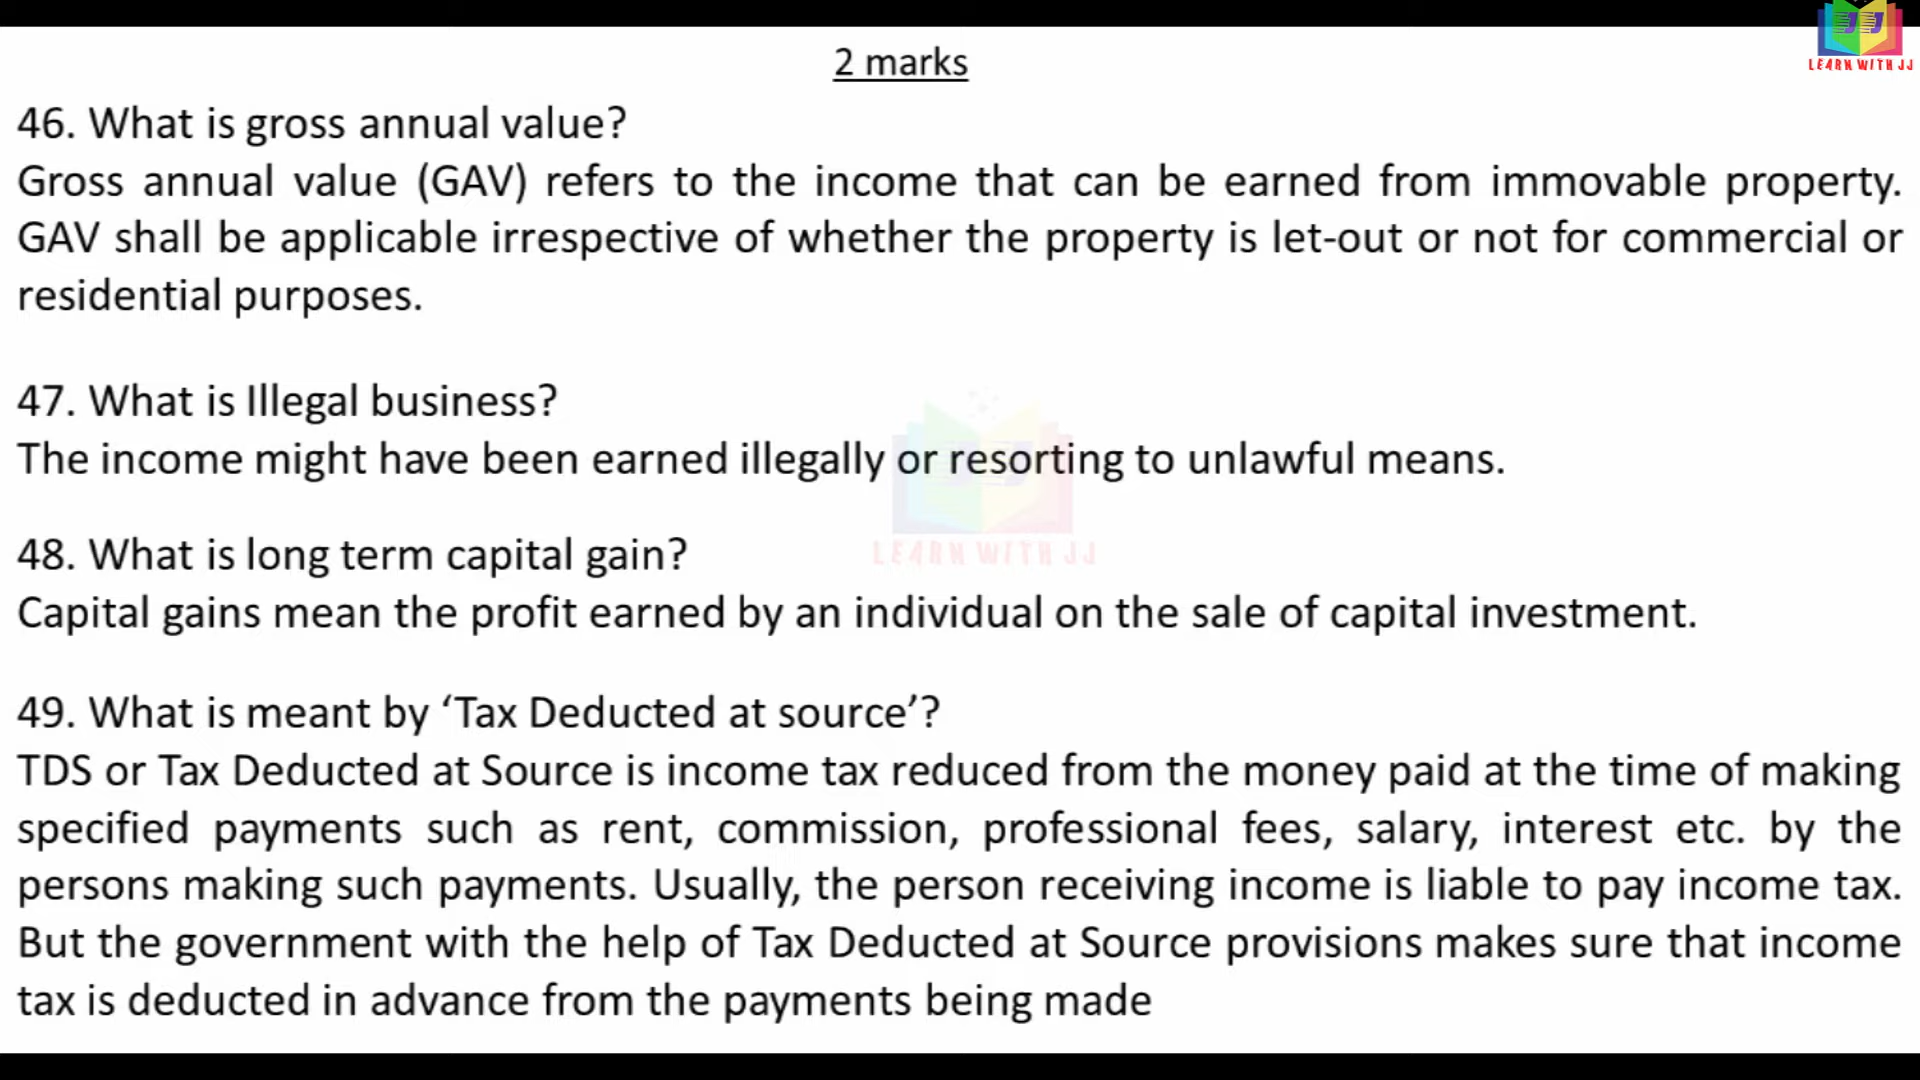 LEARN WITH JJ
2 marks
46. What is gross annual value?
Gross annual value (GAV) refers to the income that can be earned from immovable property.
GAV shall be applicable irrespective of whether the property is let-out or not for commercial or
residential purposes.
47. What is Illegal business?
The income might have been earned illegally or resorting to unlawful means.
LEARN WITH JJ
48. What is long term capital gain?
Capital gains mean the profit earned by an individual on the sale of capital investment.
49. What is meant by ‘Tax Deducted at source’?
TDS or Tax Deducted at Source is income tax reduced from the money paid at the time of making
specified payments such as rent, commission, professional fees, salary, interest etc. by the
persons making such payments. Usually, the person receiving income is liable to pay income tax.
But the government with the help of Tax Deducted at Source provisions makes sure that income
tax is deducted in advance from the payments being made